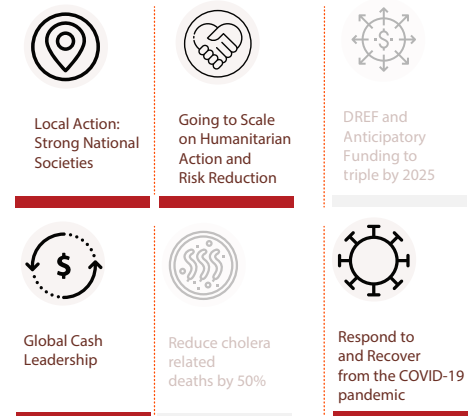 Local Action:
Strong National
Societies
Going to Scale
on Humanitarian
Action and
Risk Reduction
$
DREF and
Anticipatory
Funding to
triple by 2025
$
Global Cash
Leadership
Reduce cholera
related
deaths by 50%
Respond to
and Recover
from the COVID-19
pandemic